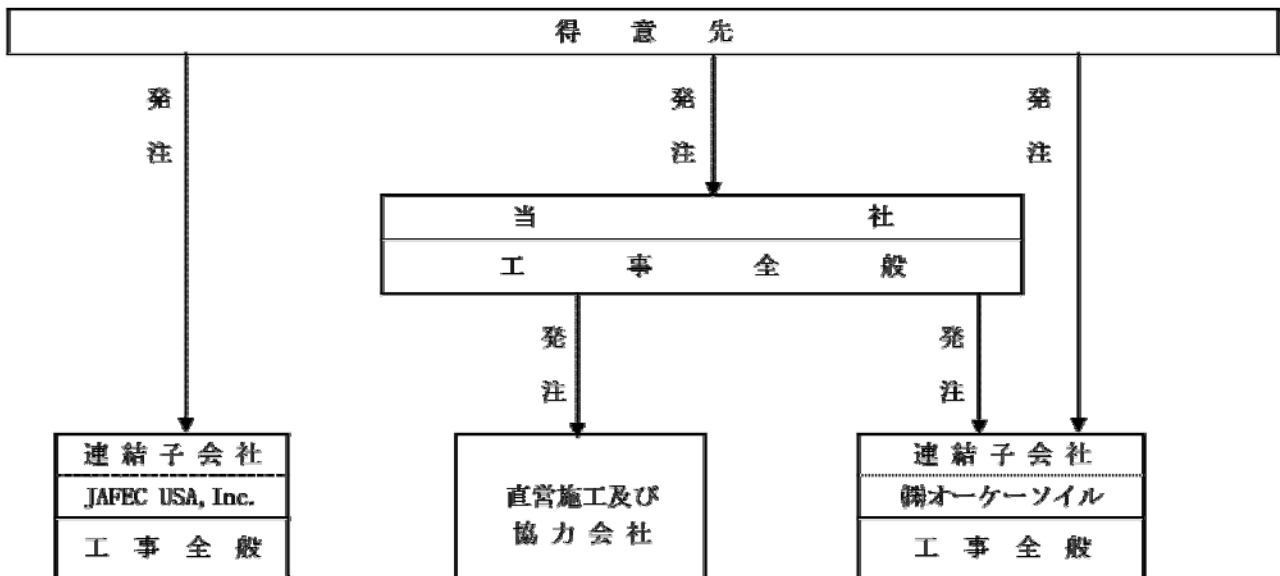 得意先
発注
発注
発注
当社
工事全般
発注
発注
連結子会社
JAFEC USA, Inc.
工事全般
直営施工及び
協力会社
連結子会社
㈱オーケーソイル
工事全般